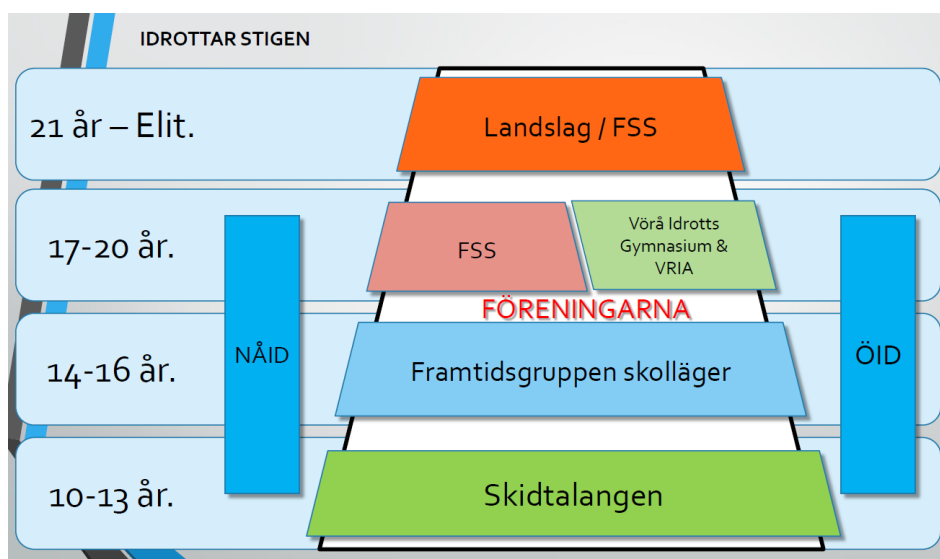 IDROTTAR STIGEN
21 år – Elit.
Landslag / FSS
17-20 år.
FSS
Vörå Idrotts
Gymnasium &
VRIA
FÖRENINGARNA
NÅID
ÖID
14-16 år.
Framtidsgruppen skolläger
10-13 år.
Skidtalangen